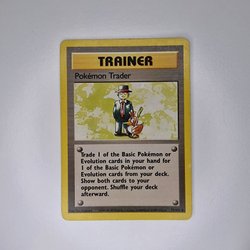 TRAINER
Pokémon Trader
Trade 1 of the Basic Pokémon or
Evolution cards in your hand for
1 of the Basic Pokémon or
Evolution cards from your deck.
Show both cards to your
opponent. Shuffle your deck
afterward.